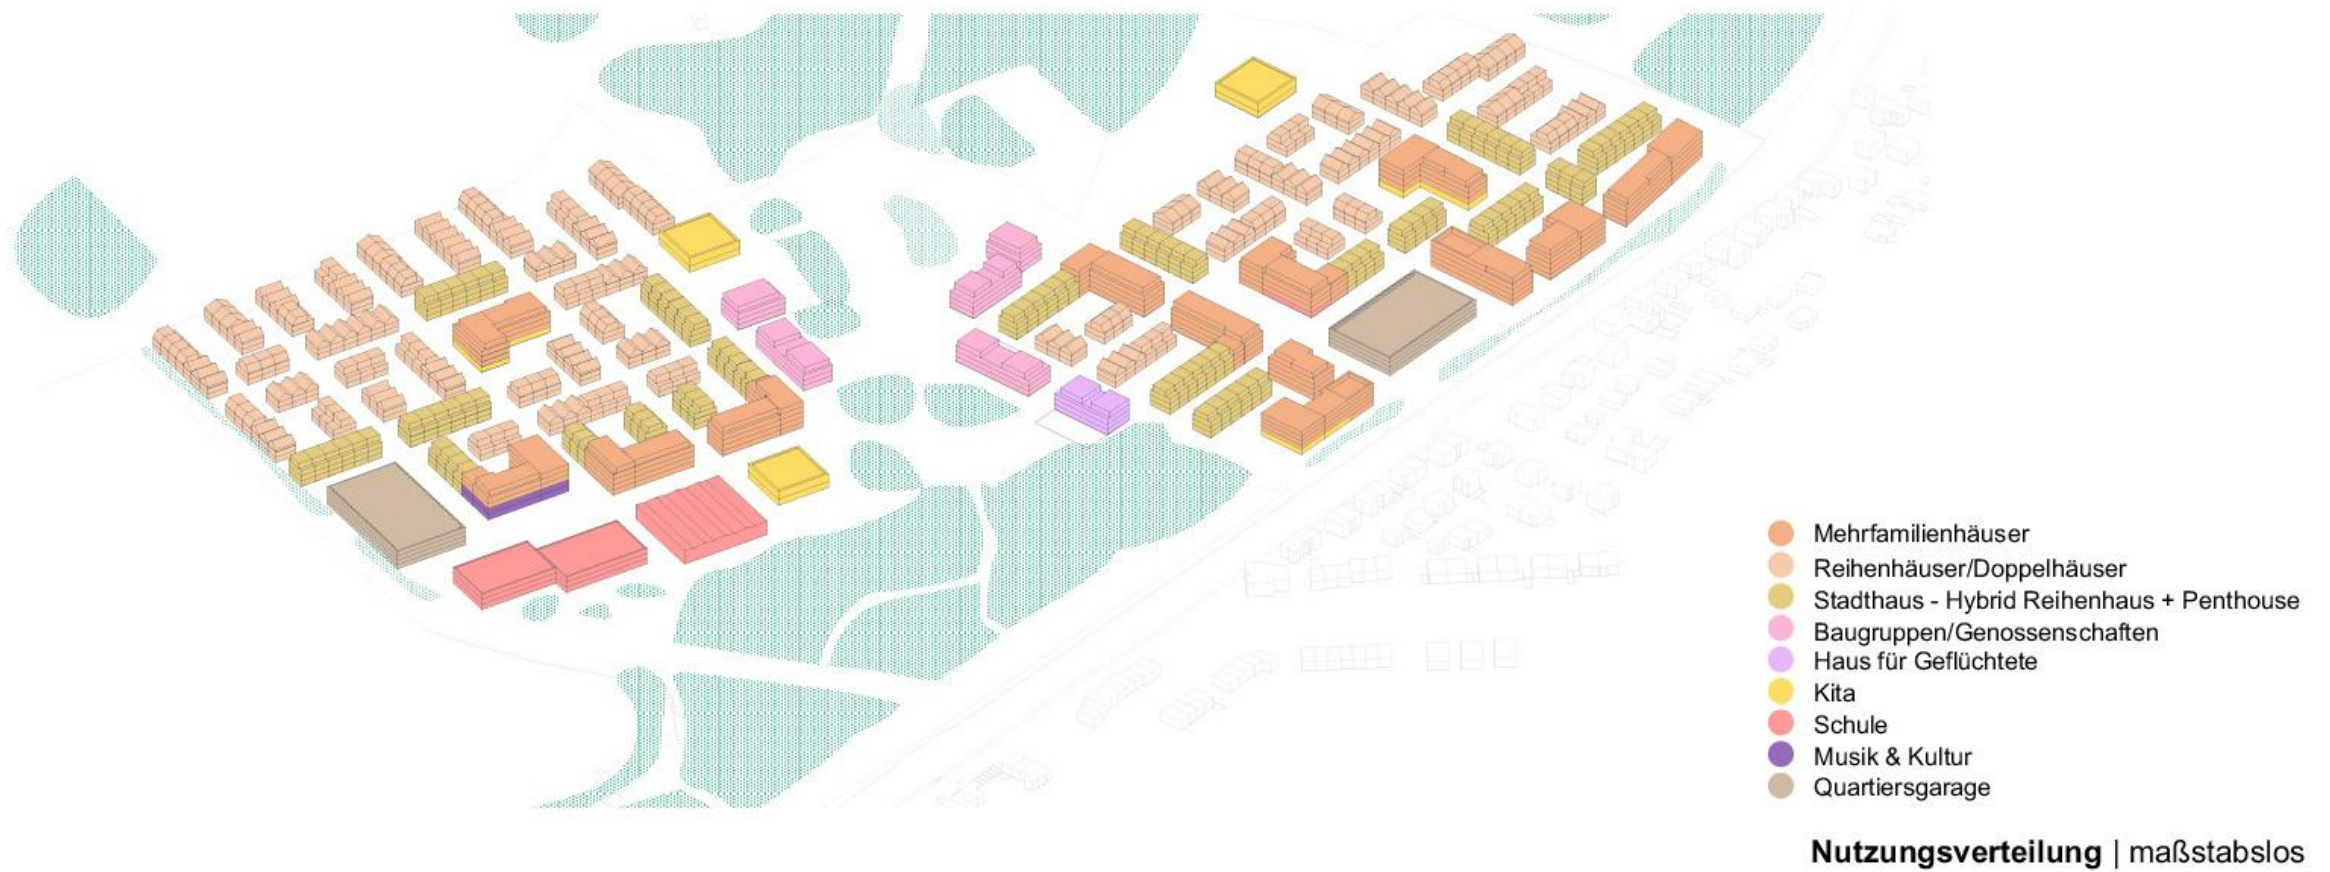 Mehrfamilienhäuser
Reihenhäuser/Doppelhäuser
Stadthaus - Hybrid Reihenhaus + Penthouse
Baugruppen/Genossenschaften
Haus für Geflüchtete
Kita
Schule
Musik & Kultur
Quartiersgarage
Nutzungsverteilung | maßstabslos